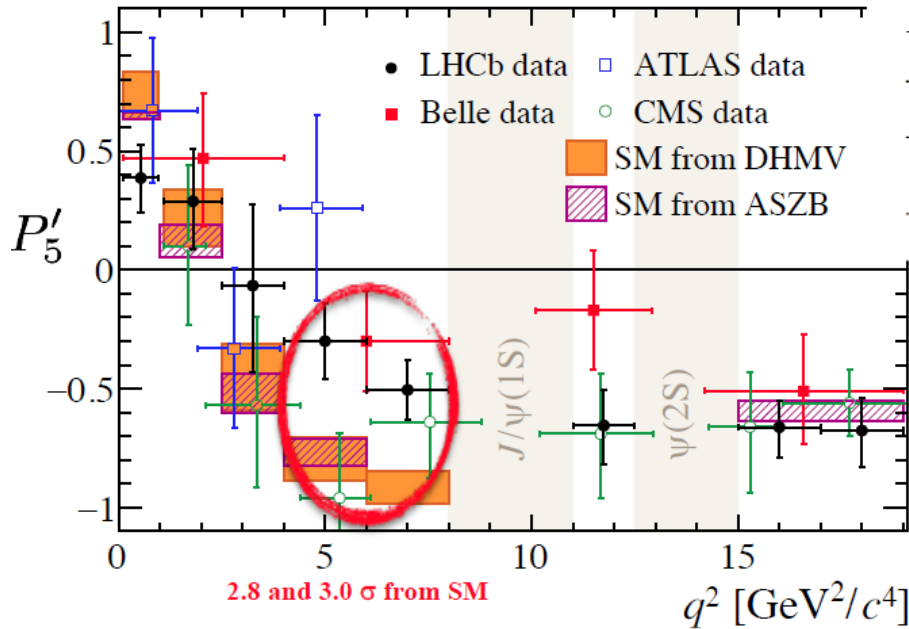 1
0.5
0
−0.5
−1
P′5
LHCb data
ATLAS data
Belle data
CMS data
SM from DHMV
SM from ASZB
J/ψ(1S)
ψ(2S)
0
5
10
15
2.8 and 3.0 σ from SM
q² [GeV²/c⁴]